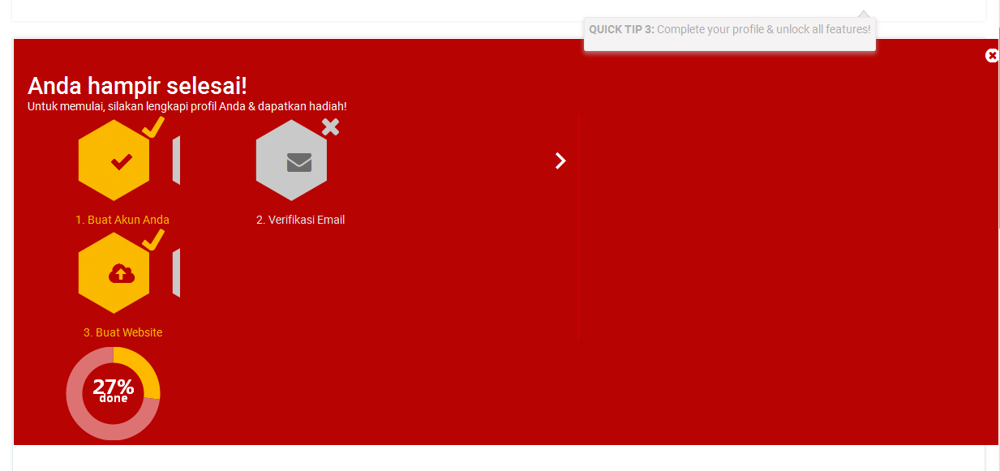 QUICK TIP 3: Complete your profile & unlock all features!
Anda hampir selesai!
Untuk memulai, silakan lengkapi profil Anda & dapatkan hadiah!
1. Buat Akun Anda
2. Verifikasi Email
3. Buat Website
27%
done